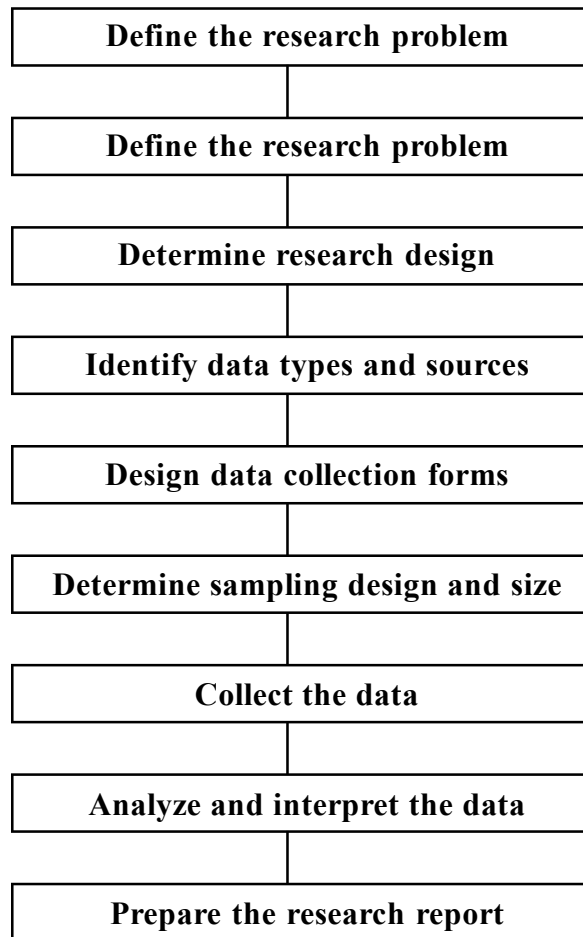 Define the research problem
Define the research problem
Determine research design
Identify data types and sources
Design data collection forms
Determine sampling design and size
Collect the data
Analyze and interpret the data
Prepare the research report